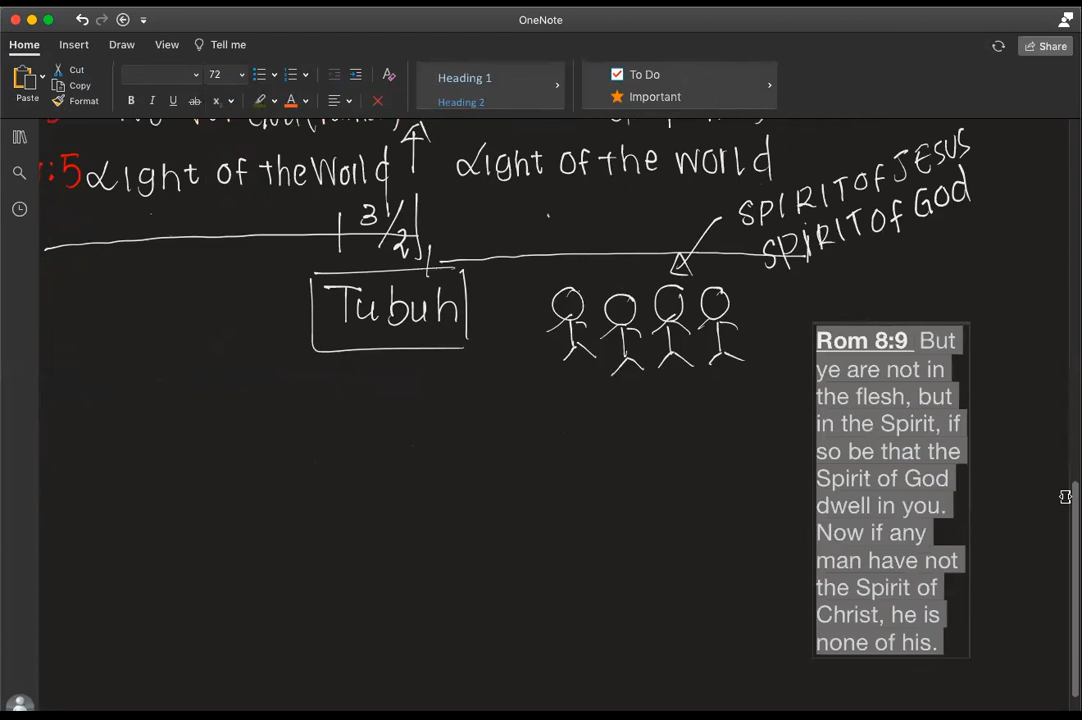 OneNote
Home Insert Draw View Tell me
Share
Paste
Cut
Copy
Format
72
B I U ab x
A
Heading 1
Heading 2
To Do
Important
:5 Light of the World
Light of the world
SPIRIT of JESUS
SPIRIT of GOD
3 1/2
Tubuh
Rom 8:9 But
ye are not in
the flesh, but
in the Spirit, if
so be that the
Spirit of God
dwell in you.
Now if any
man have not
the Spirit of
Christ, he is
none of his.